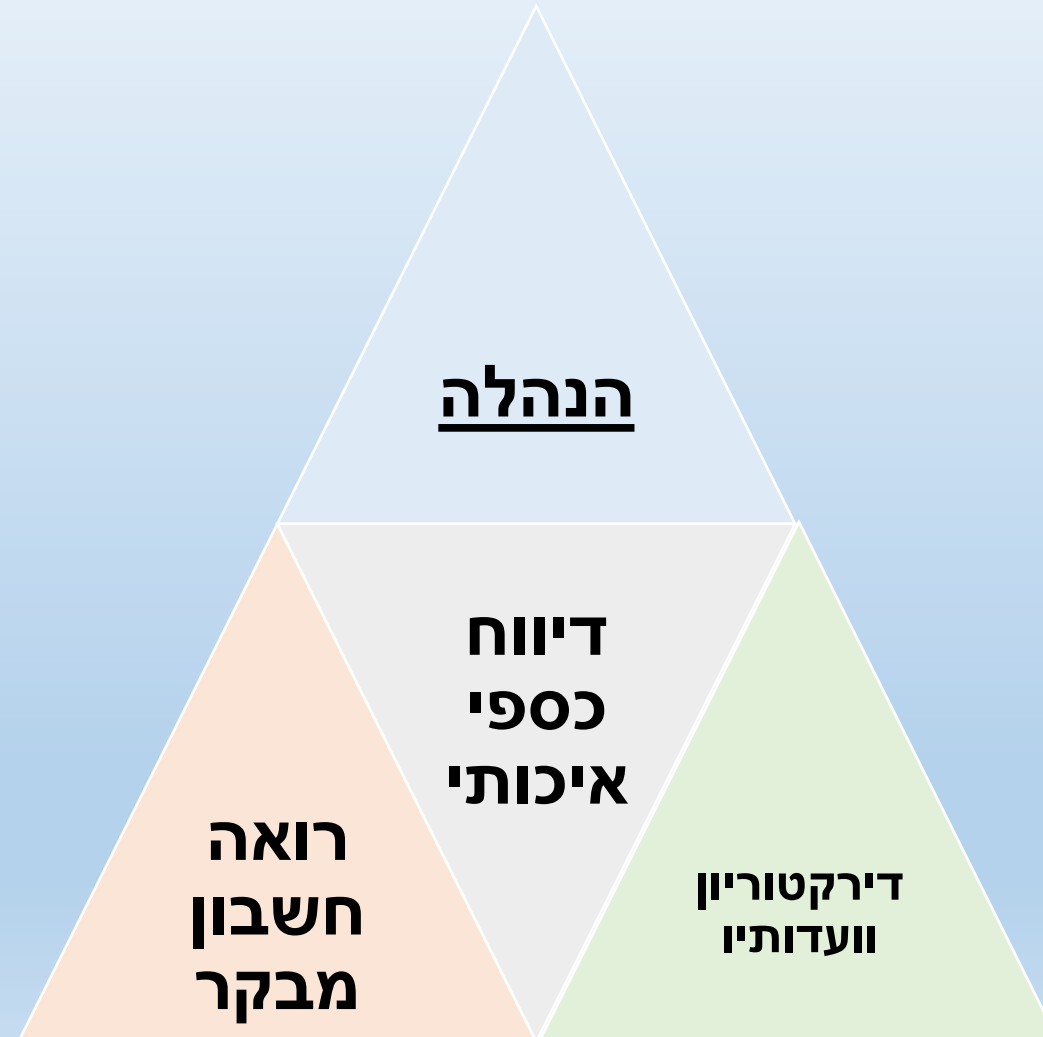 הנהלה
דיווח
כספי
איכותי
רואה
חשבון
מבקר
דירקטוריון
וועדותיו